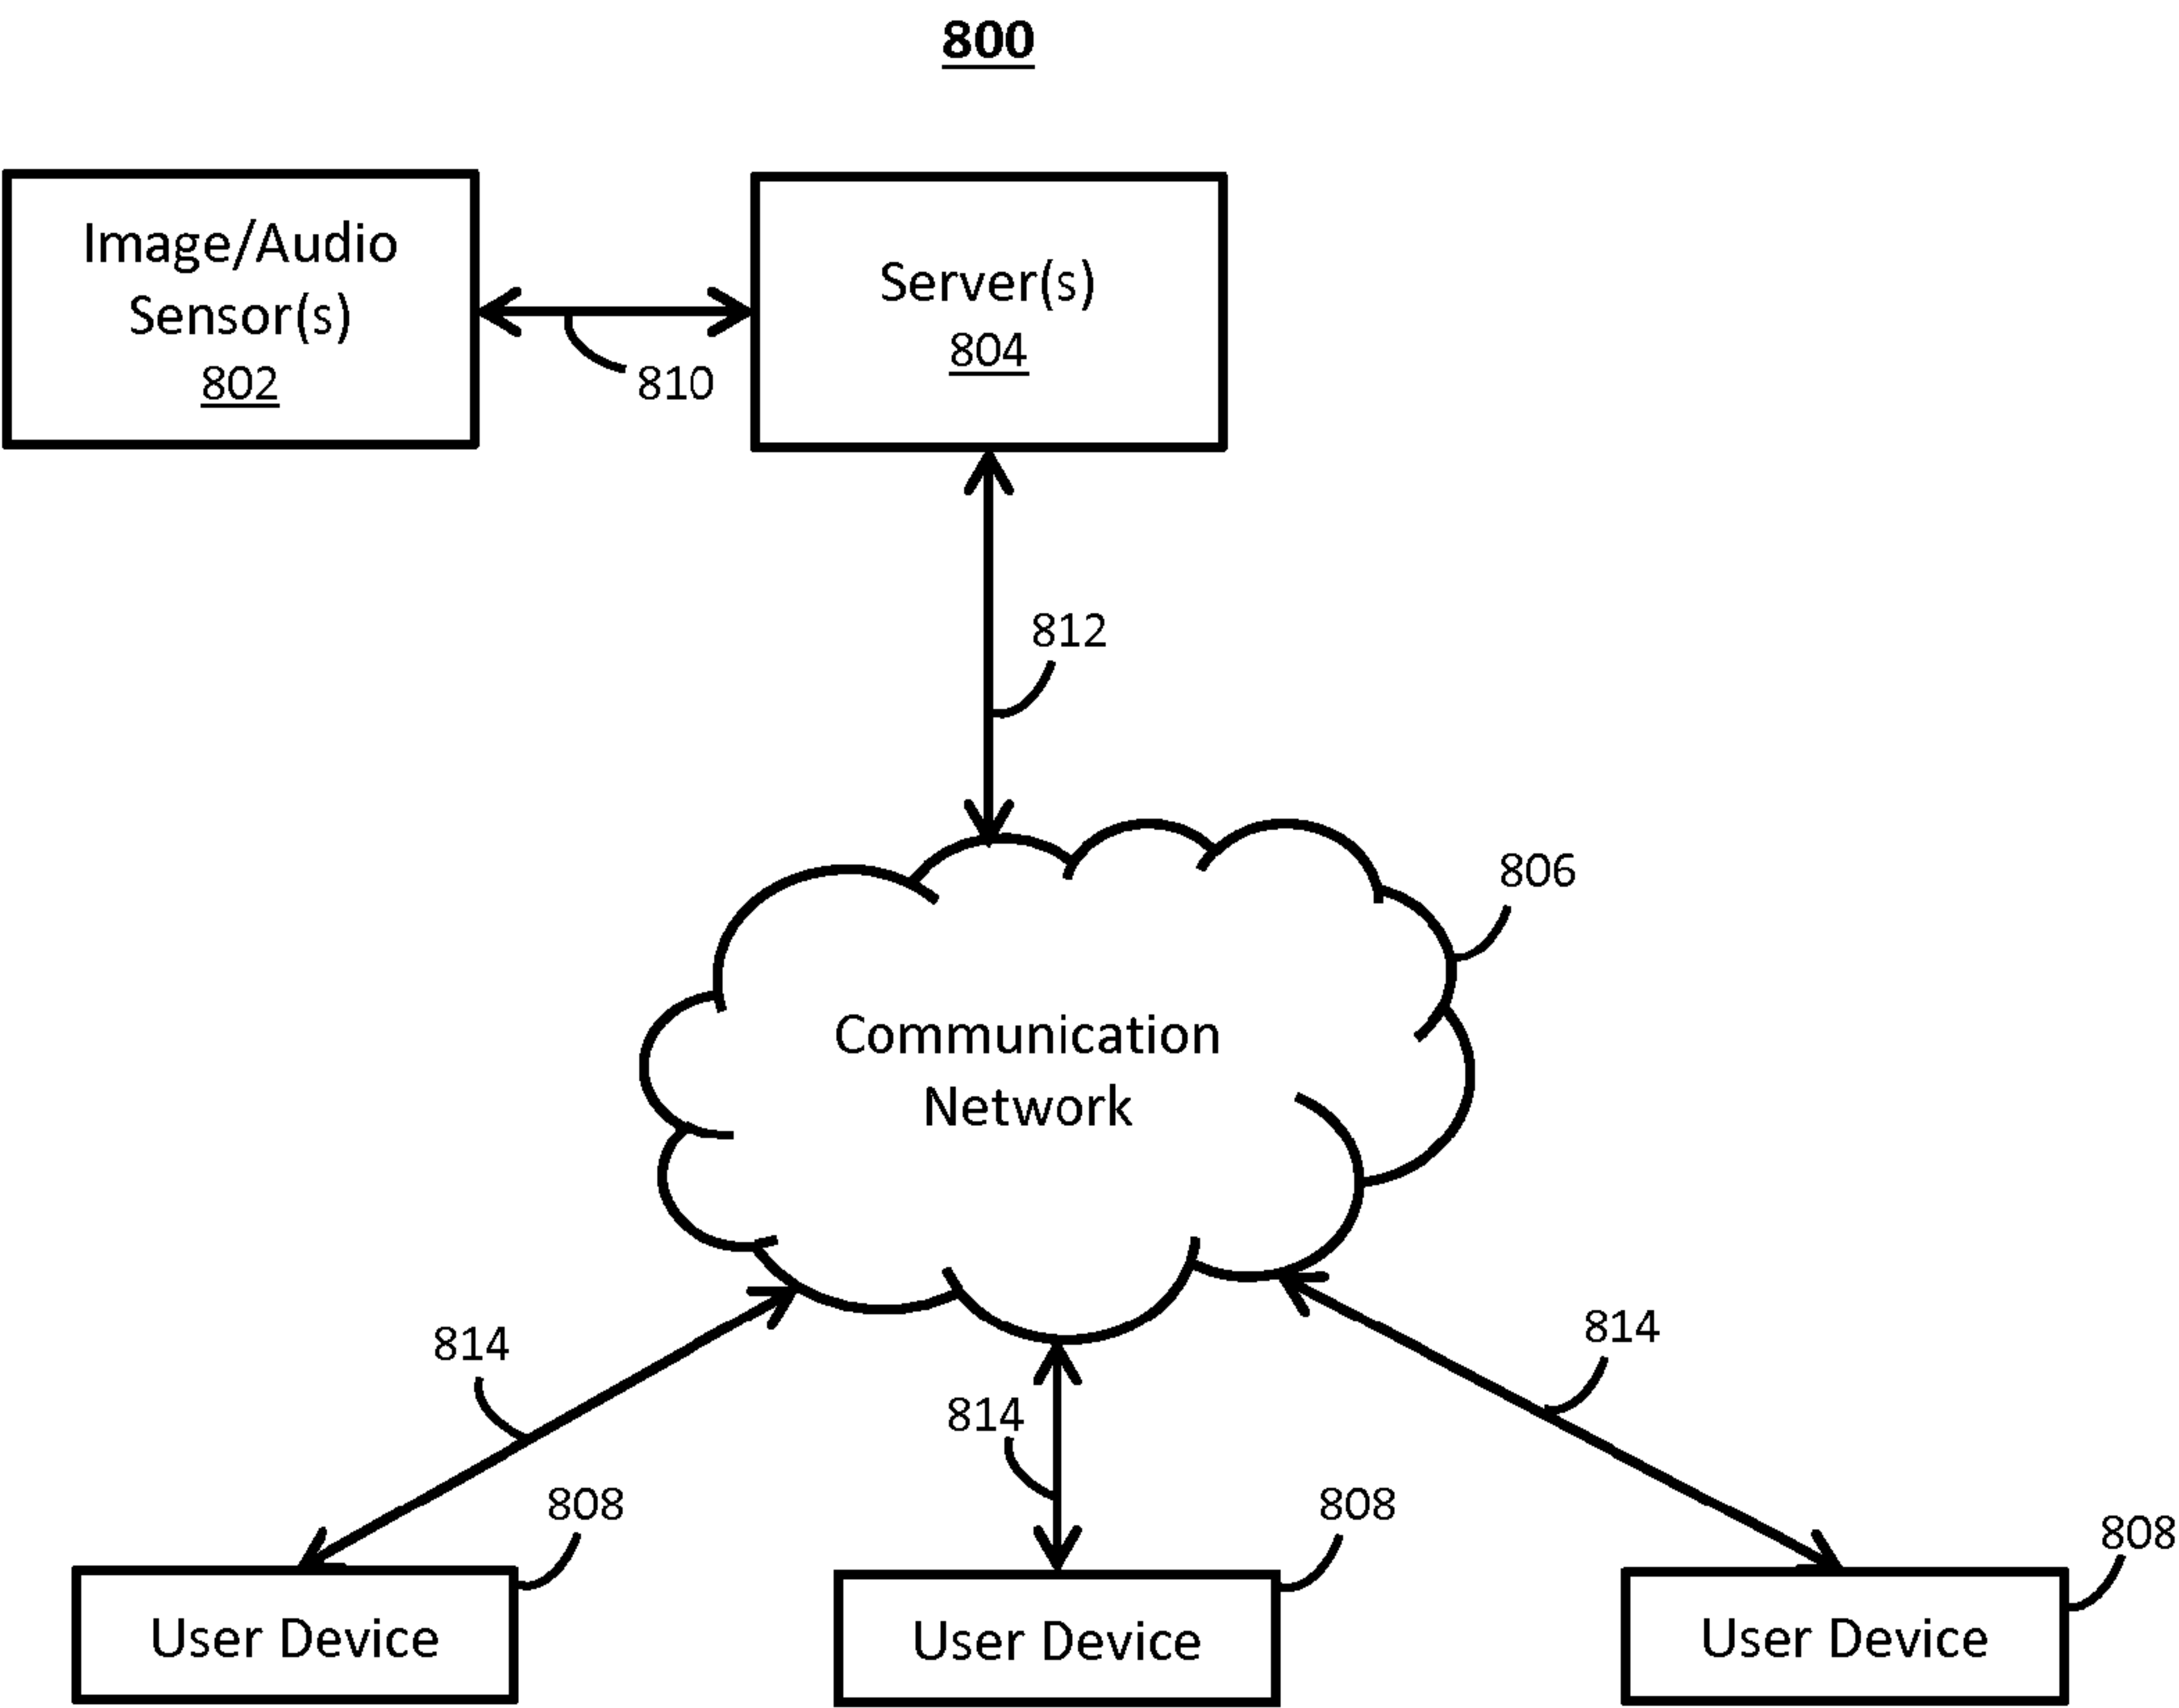 800
Image/Audio
Sensor(s)
802
Server(s)
804
810
812
806
Communication
Network
814
814
814
808
808
808
User Device
User Device
User Device